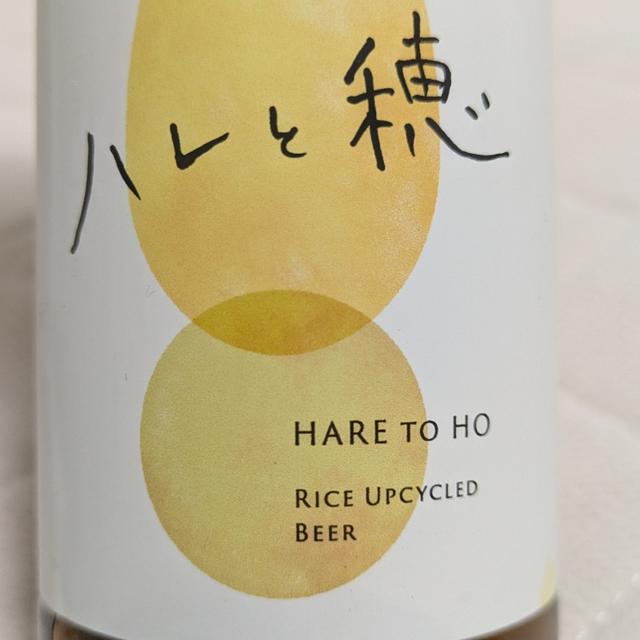 ハレと穂
HARE TO HO
RICE UPCYCLED
BEER